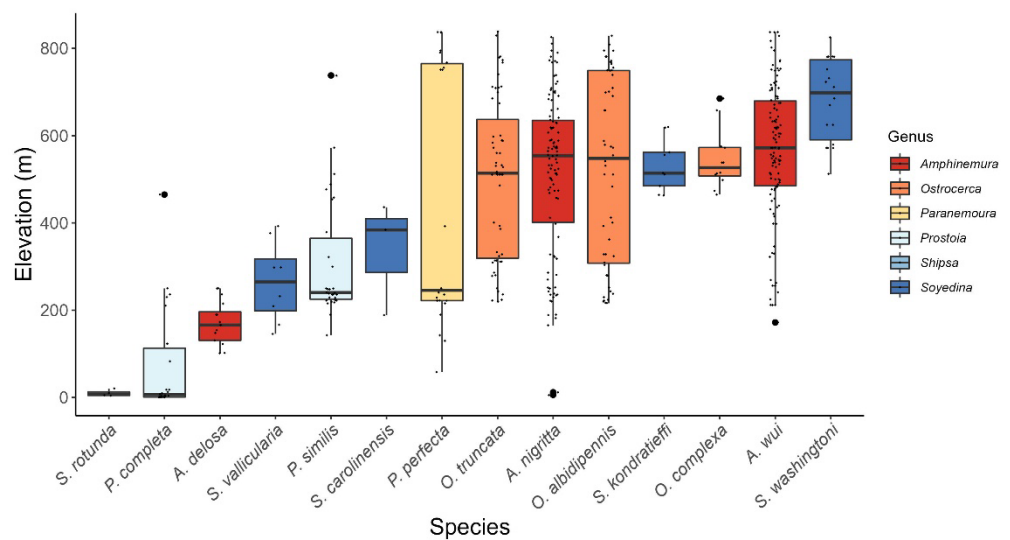 Elevation (m)
800
600
400
200
0
S. rotunda
P. completa
A. delosa
S. vallicularia
P. similis
S. carolinensis
P. perfecta
O. truncata
A. nigritta
O. albidipennis
S. kondratieffi
O. complexa
A. wui
S. washingtoni
Species
Genus
Amphinemura
Ostrocerca
Paranemoura
Prostoia
Shipsa
Soyedina